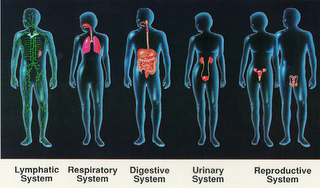 Lymphatic
System
Respiratory
System
Digestive
System
Urinary
System
Reproductive
System